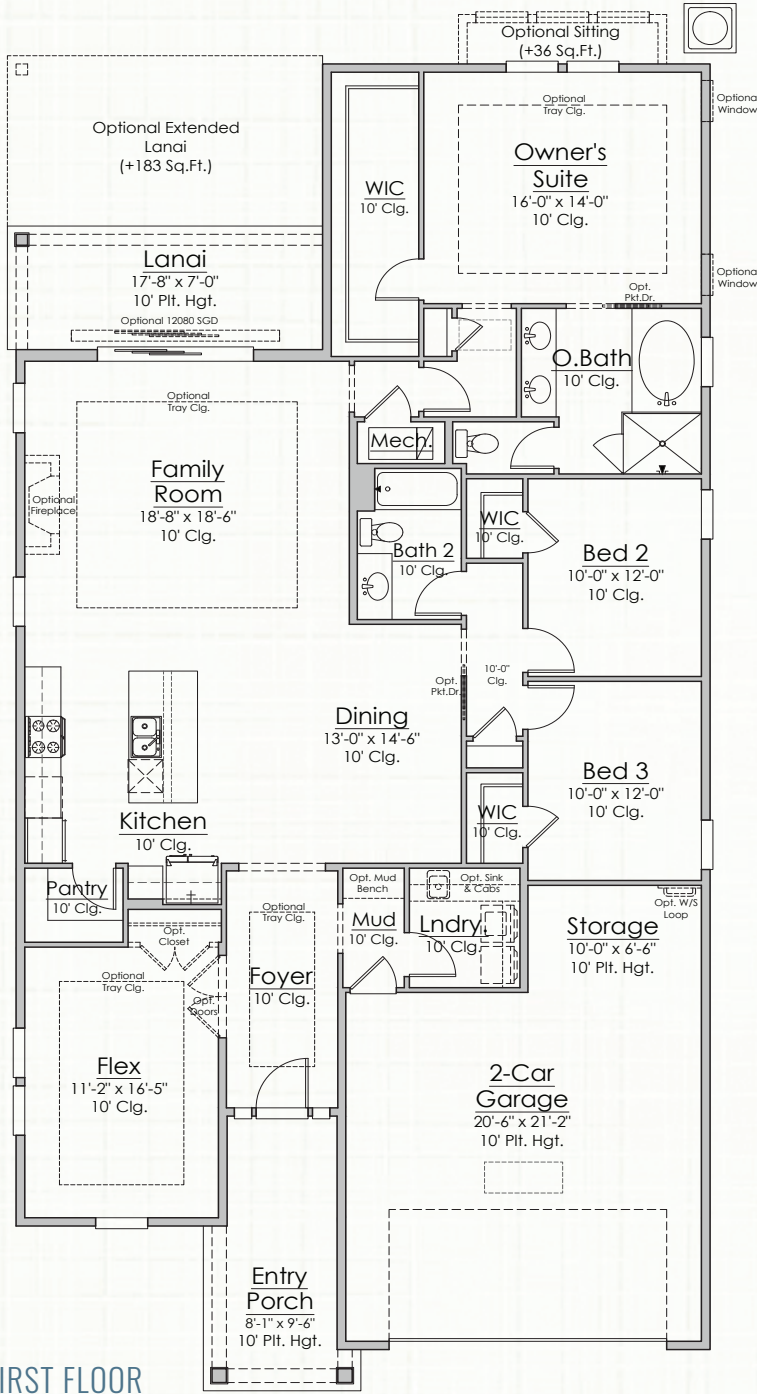 Optional Sitting
(+36 Sq.Ft.)
Optional Extended
Lanai
(+183 Sq.Ft.)
WIC
10' Clg.
Optional
Tray Clg.
Owner's
Suite
16'-0" x 14'-0"
10' Clg.
Optional
Window
Optional
Window
Lanai
17'-8" x 7'-0"
10' Plt. Hgt.
Optional 12080 SGD
Opt.
Pkt.Dr.
O.Bath
10' Clg.
Optional
Tray Clg.
Mech.
Family
Room
18'-8" x 18'-6"
10' Clg.
Optional
Fireplace
Bath 2
10' Clg.
WIC
10' Clg.
Bed 2
10'-0" x 12'-0"
10' Clg.
10'-0"
Clg.
Opt.
Pkt.Dr.
Dining
13'-0" x 14'-6"
10' Clg.
Bed 3
10'-0" x 12'-0"
10' Clg.
WIC
10' Clg.
Kitchen
10' Clg.
Pantry
10' Clg.
Opt.
Closet
Optional
Tray Clg.
Opt. Mud
Bench
Mud
10' Clg.
Opt. Sink
& Cabs
Lndry.
10' Clg.
Opt. W/S
Loop
Storage
10'-0" x 6'-6"
10' Plt. Hgt.
Foyer
10' Clg.
Optional
Tray Clg.
Opt.
Doors
Flex
11'-2" x 16'-5"
10' Clg.
2-Car
Garage
20'-6" x 21'-2"
10' Plt. Hgt.
Entry
Porch
8'-1" x 9'-6"
10' Plt. Hgt.
IRST FLOOR